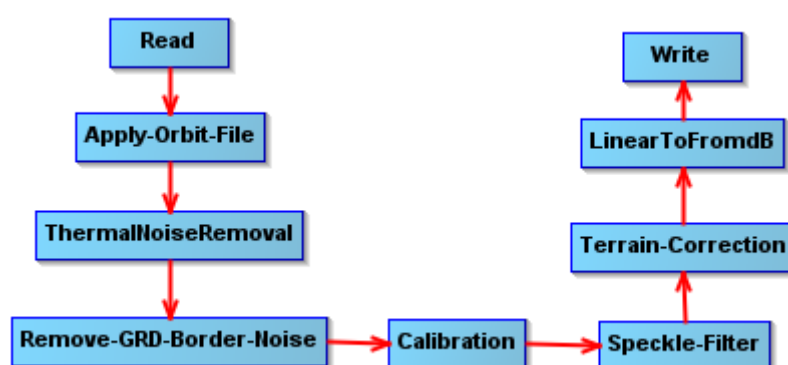 Read
Apply-Orbit-File
ThermalNoiseRemoval
Remove-GRD-Border-Noise
Calibration
Speckle-Filter
Terrain-Correction
LinearToFromdB
Write